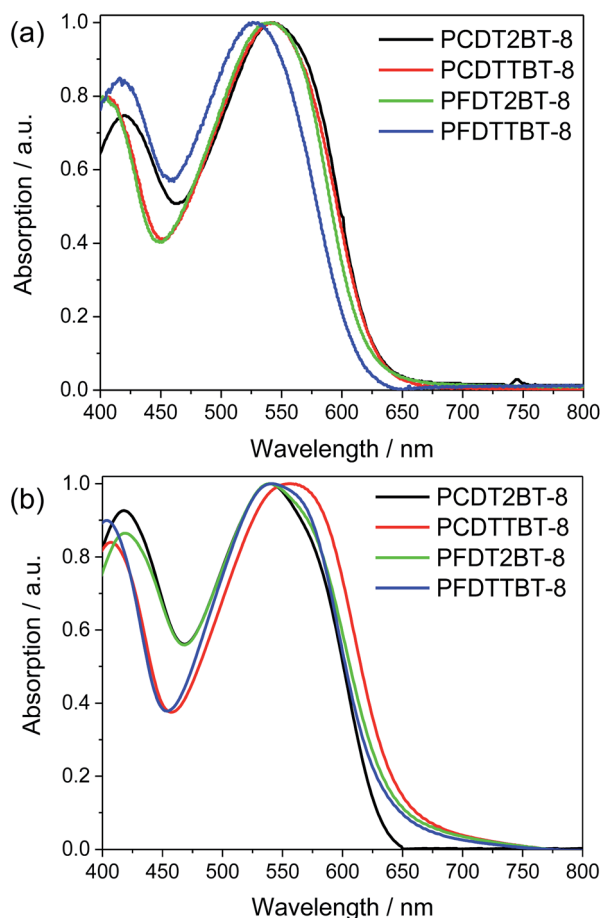 (a)
PCDT2BT-8
PCDTTBT-8
PFDT2BT-8
PFDTTBT-8
1.0
0.8
0.6
0.4
0.2
0.0
Absorption / a.u.
400 450 500 550 600 650 700 750 800
Wavelength / nm
(b)
PCDT2BT-8
PCDTTBT-8
PFDT2BT-8
PFDTTBT-8
1.0
0.8
0.6
0.4
0.2
0.0
Absorption / a.u.
400 450 500 550 600 650 700 750 800
Wavelength / nm